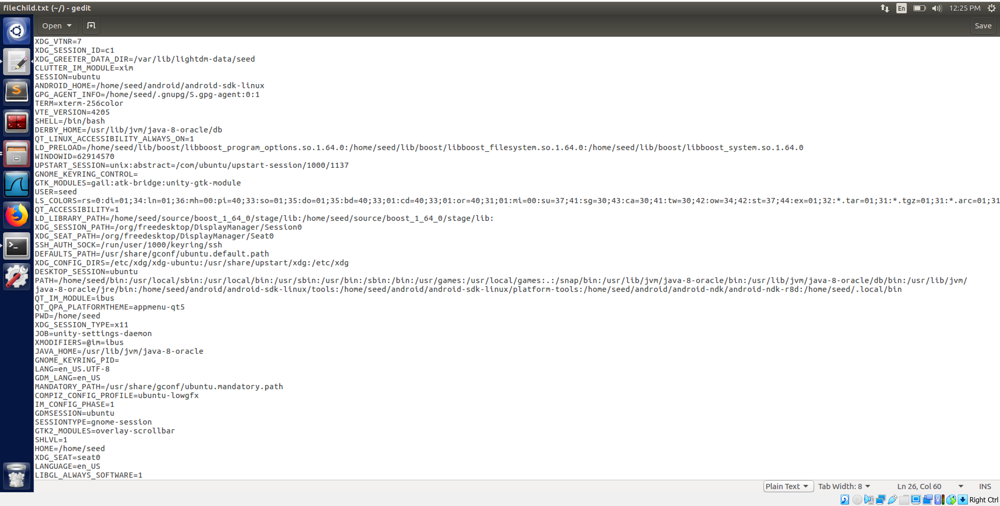 fileChild.txt (~/) - gedit
En
12:25 PM
Open
Save
XDG_VTNR=7
XDG_SESSION_ID=c1
XDG_GREETER_DATA_DIR=/var/lib/lightdm-data/seed
CLUTTER_IM_MODULE=xim
SESSION=ubuntu
ANDROID_HOME=/home/seed/android/android-sdk-linux
GPG_AGENT_INFO=/home/seed/.gnupg/S.gpg-agent:0:1
TERM=xterm-256color
VTE_VERSION=4205
SHELL=/bin/bash
DERBY_HOME=/usr/lib/jvm/java-8-oracle/db
QT_LINUX_ACCESSIBILITY_ALWAYS_ON=1
LD_PRELOAD=/home/seed/lib/boost/libboost_program_options.so.1.64.0:/home/seed/lib/boost/libboost_filesystem.so.1.64.0:/home/seed/lib/boost/libboost_system.so.1.64.0
WINDOWID=62914570
UPSTART_SESSION=unix:abstract=/com/ubuntu/upstart-session/1000/1137
GNOME_KEYRING_CONTROL=
GTK_MODULES=gail:atk-bridge:unity-gtk-module
USER=seed
LS_COLORS=rs=0:di=01;34:ln=01;36:mh=00:pi=40;33:so=01;35:do=01;35:bd=40;33;01:cd=40;33;01:or=40;31;01:mi=00:su=37;41:sg=30;43:ca=30;41:tw=30;42:ow=34;42:st=37;44:ex=01;32:*.tar=01;31:*.tgz=01;31:*.arc=01;31
QT_ACCESSIBILITY=1
LD_LIBRARY_PATH=/home/seed/source/boost_1_64_0/stage/lib:/home/seed/source/boost_1_64_0/stage/lib:
XDG_SESSION_PATH=/org/freedesktop/DisplayManager/Session0
XDG_SEAT_PATH=/org/freedesktop/DisplayManager/Seat0
SSH_AUTH_SOCK=/run/user/1000/keyring/ssh
DEFAULTS_PATH=/usr/share/gconf/ubuntu.default.path
XDG_CONFIG_DIRS=/etc/xdg/xdg-ubuntu:/usr/share/upstart/xdg:/etc/xdg
DESKTOP_SESSION=ubuntu
PATH=/home/seed/bin:/usr/local/sbin:/usr/local/bin:/usr/sbin:/usr/bin:/sbin:/bin:/usr/games:/usr/local/games:.:/snap/bin:/usr/lib/jvm/java-8-oracle/bin:/usr/lib/jvm/java-8-oracle/db/bin:/usr/lib/jvm/
java-8-oracle/jre/bin:/home/seed/android/android-sdk-linux/tools:/home/seed/android/android-sdk-linux/platform-tools:/home/seed/android/android-ndk/android-ndk-r8d:/home/seed/.local/bin
QT_IM_MODULE=ibus
QT_QPA_PLATFORMTHEME=appmenu-qt5
PWD=/home/seed
XDG_SESSION_TYPE=x11
JOB=unity-settings-daemon
XMODIFIERS=@im=ibus
JAVA_HOME=/usr/lib/jvm/java-8-oracle
GNOME_KEYRING_PID=
LANG=en_US.UTF-8
GDM_LANG=en_US
MANDATORY_PATH=/usr/share/gconf/ubuntu.mandatory.path
COMPIZ_CONFIG_PROFILE=ubuntu-lowgfx
IM_CONFIG_PHASE=1
GDMSESSION=ubuntu
SESSIONTYPE=gnome-session
GTK2_MODULES=overlay-scrollbar
SHLVL=1
HOME=/home/seed
XDG_SEAT=seat0
LANGUAGE=en_US
LIBGL_ALWAYS_SOFTWARE=1
Plain Text
Tab Width: 8
Ln 26, Col 60
INS
Right Ctrl